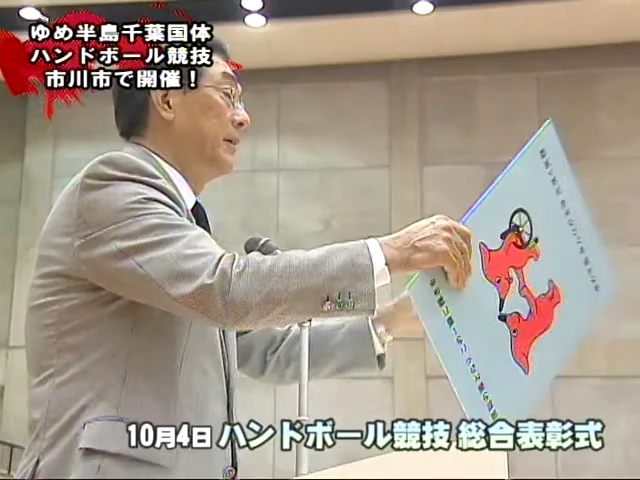 ゆめ半島千葉国体
ハンドボール競技
市川市で開催！
10月4日 ハンドボール競技 総合表彰式